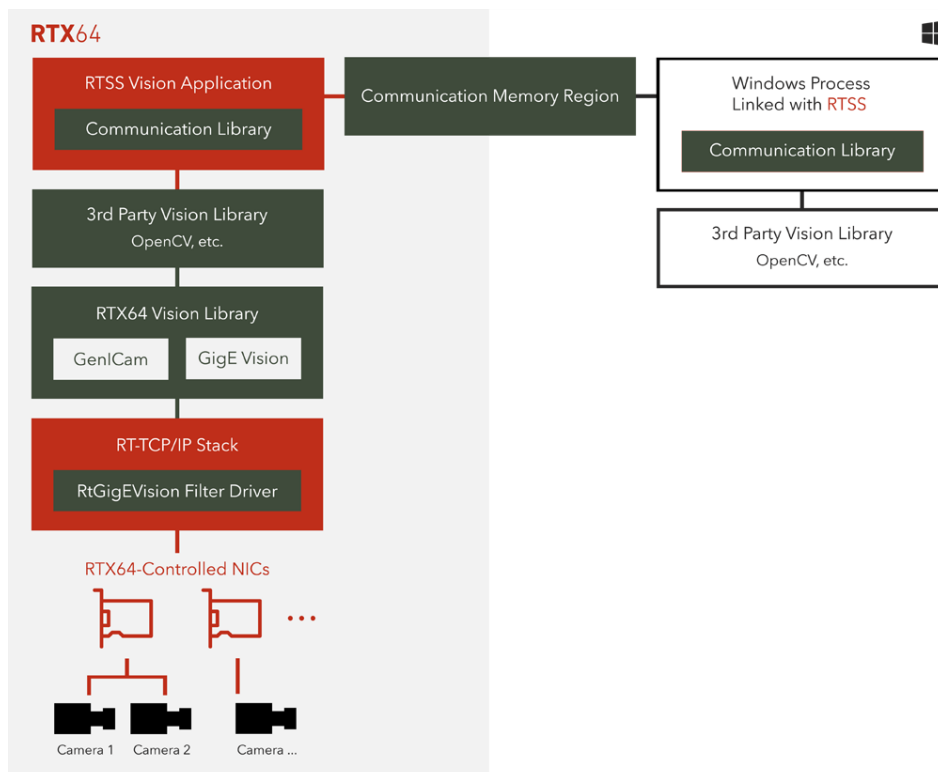 RTX64
RTSS Vision Application
Communication Library
Communication Memory Region
Windows Process
Linked with RTSS
Communication Library
3rd Party Vision Library
OpenCV, etc.
3rd Party Vision Library
OpenCV, etc.
RTX64 Vision Library
GenICam
GigE Vision
RT-TCP/IP Stack
RtGigEVision Filter Driver
RTX64-Controlled NICs
...
Camera 1
Camera 2
Camera ...